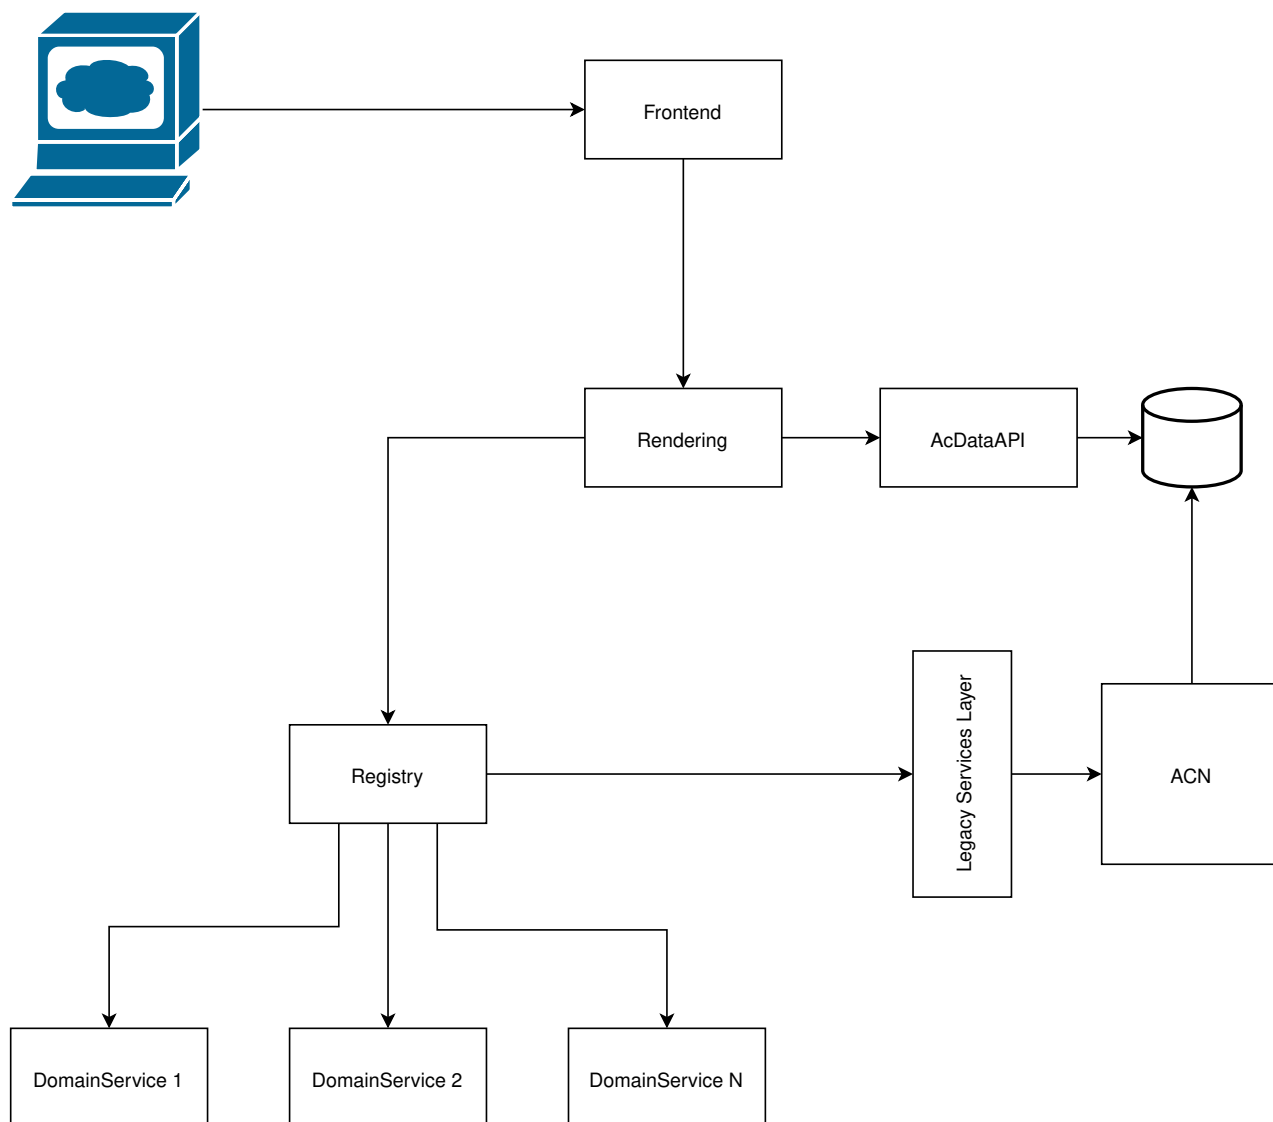 Frontend
Rendering
AcDataAPI
Legacy Services Layer
Registry
ACN
DomainService 1
DomainService 2
DomainService N